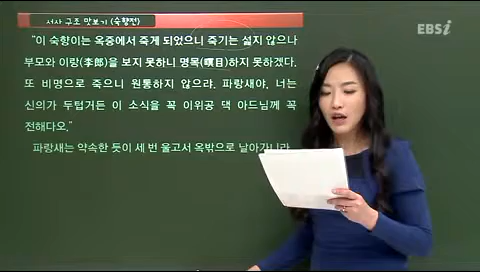 서사 구조 맛보기 (숙향전)
EBSi
"이 숙향이는 옥중에서 죽게 되었으니 죽기는 설지 않으나
부모와 이랑(李郞)을 보지 못하니 명목(瞑目)하지 못하겠다.
또 비명으로 죽으니 원통하지 않으랴. 파랑새야, 너는
신의가 두텁거든 이 소식을 꼭 이위공 댁 아드님께 꼭
전해다오."
파랑새는 약속한 듯이 세 번 울고서 옥밖으로 날아가니라